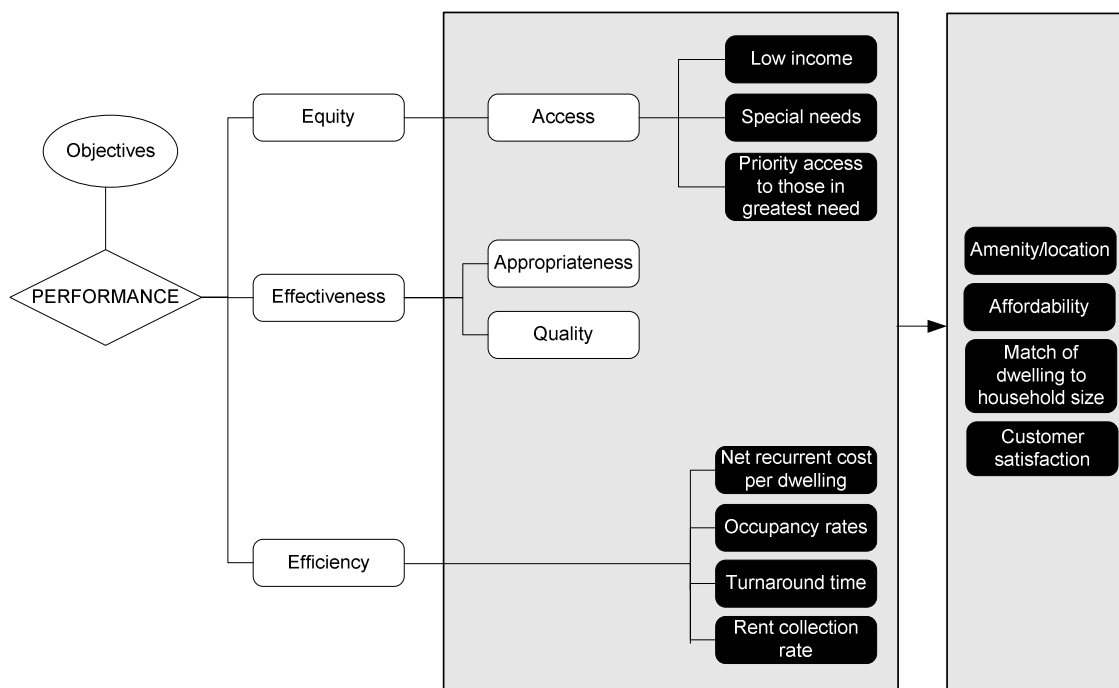 Objectives
PERFORMANCE
Equity
Effectiveness
Efficiency
Access
Appropriateness
Quality
Low income
Special needs
Priority access
to those in
greatest need
Net recurrent cost
per dwelling
Occupancy rates
Turnaround time
Rent collection
rate
Amenity/location
Affordability
Match of
dwelling to
household size
Customer
satisfaction